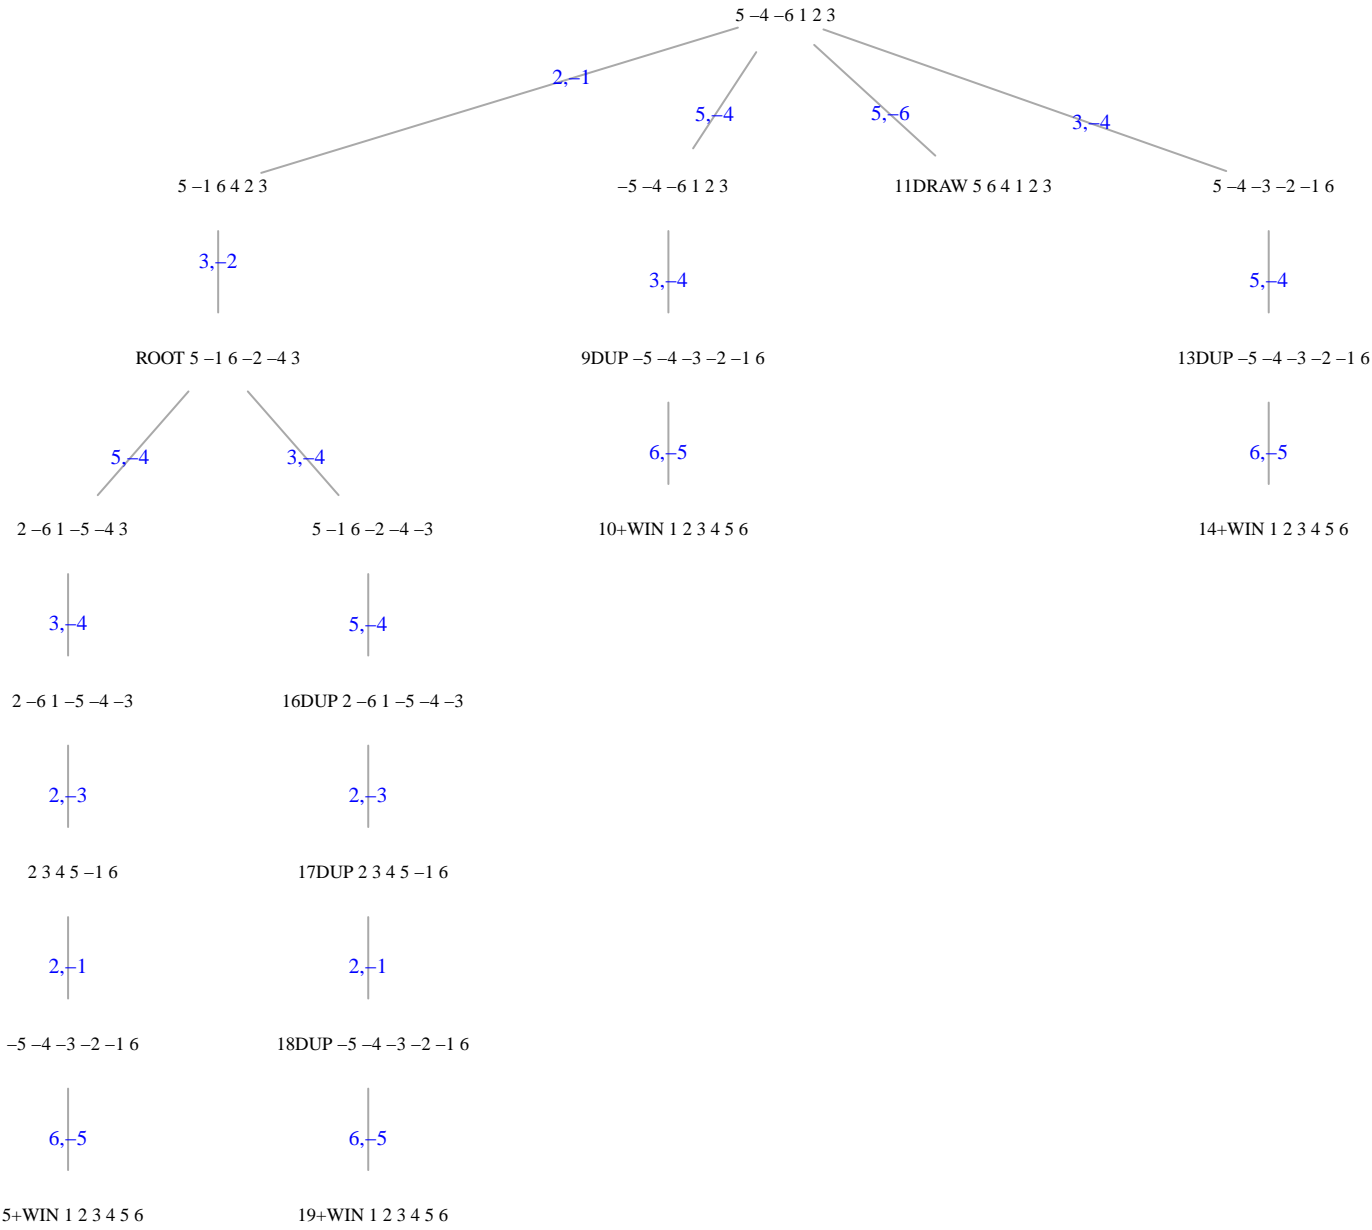 5 –4 –6 1 2 3
2,–1
5,–4
5,–6
3,–4
5 –1 6 4 2 3
–5 –4 –6 1 2 3
11DRAW 5 6 4 1 2 3
5 –4 –3 –2 –1 6
3,–2
3,–4
5,–4
ROOT 5 –1 6 –2 –4 3
9DUP –5 –4 –3 –2 –1 6
13DUP –5 –4 –3 –2 –1 6
5,–4
3,–4
6,–5
6,–5
2 –6 1 –5 –4 3
5 –1 6 –2 –4 –3
10+WIN 1 2 3 4 5 6
14+WIN 1 2 3 4 5 6
3,–4
5,–4
2 –6 1 –5 –4 –3
16DUP 2 –6 1 –5 –4 –3
2,–3
2,–3
2 3 4 5 –1 6
17DUP 2 3 4 5 –1 6
2,–1
2,–1
–5 –4 –3 –2 –1 6
18DUP –5 –4 –3 –2 –1 6
6,–5
6,–5
5+WIN 1 2 3 4 5 6
19+WIN 1 2 3 4 5 6